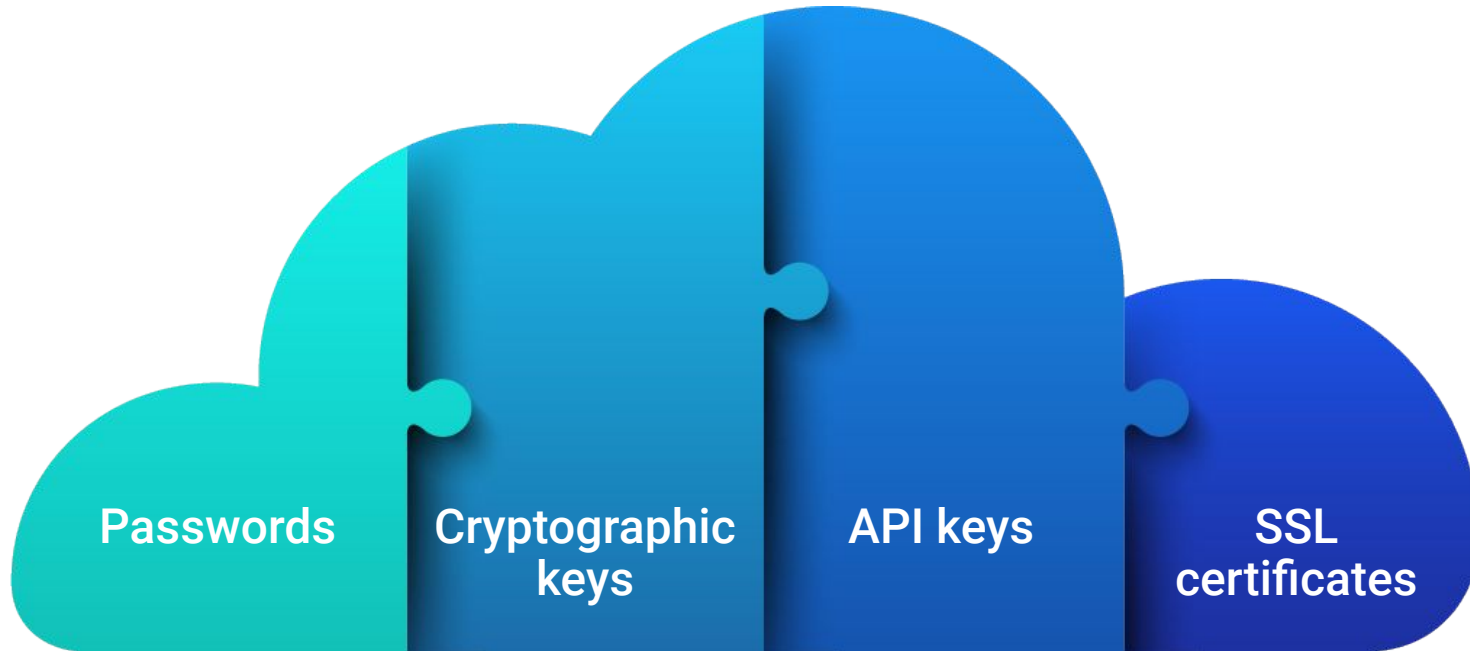 Passwords
Cryptographic
keys
API keys
SSL
certificates